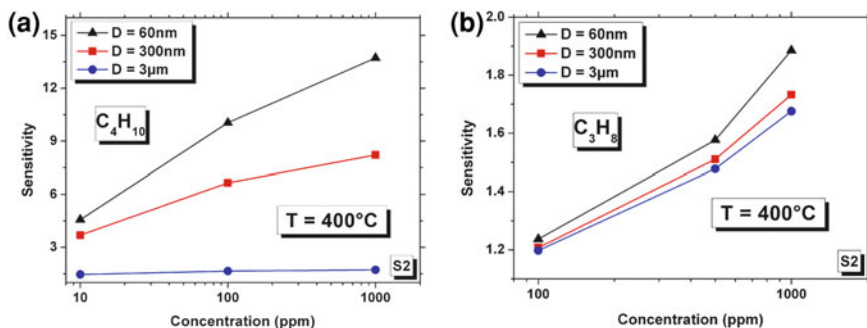 (a)
D = 60nm
D = 300nm
D = 3µm
C₄H₁₀
T = 400°C
S2
15
12
9
6
3
Sensitivity
10
100
1000
Concentration (ppm)
(b)
D = 60nm
D = 300nm
D = 3µm
C₃H₈
T = 400°C
S2
2.0
1.8
1.6
1.4
1.2
Sensitivity
100
1000
Concentration (ppm)